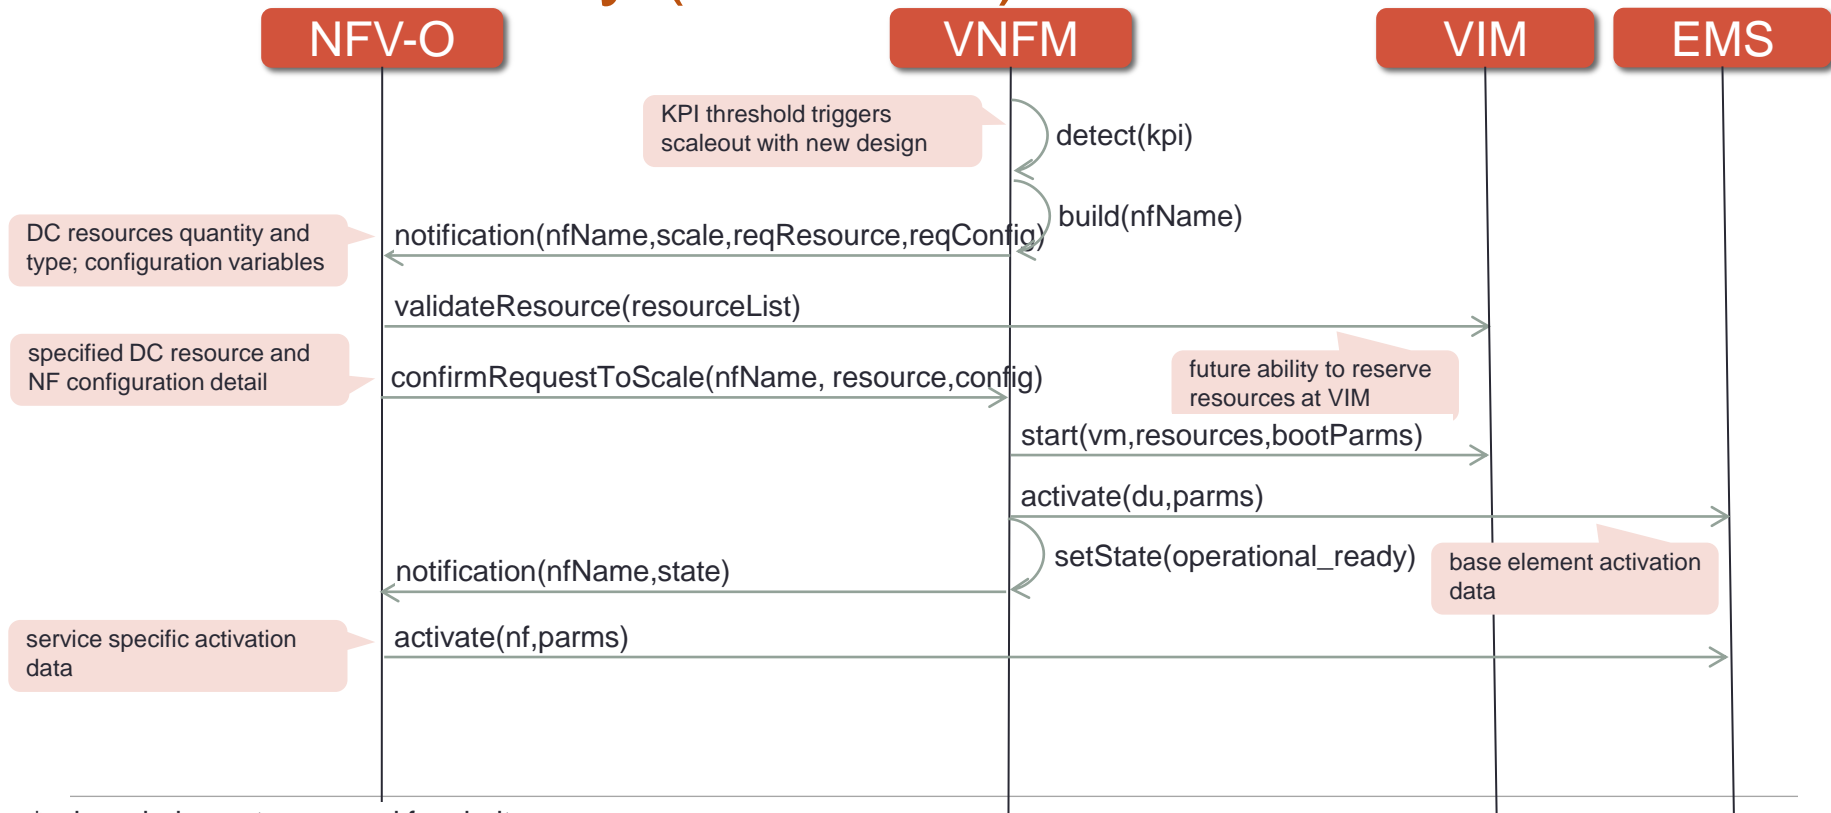 NFV-O
VNFM
VIM
EMS
KPI threshold triggers
scaleout with new design
detect(kpi)
build(nfName)
DC resources quantity and
type; configuration variables
notification(nfName,scale,reqResource,reqConfig)
validateResource(resourceList)
specified DC resource and
NF configuration detail
confirmRequestToScale(nfName, resource,config)
future ability to reserve
resources at VIM
start(vm,resources,bootParms)
activate(du,parms)
setState(operational_ready)
base element activation
data
notification(nfName,state)
service specific activation
data
activate(nf,parms)